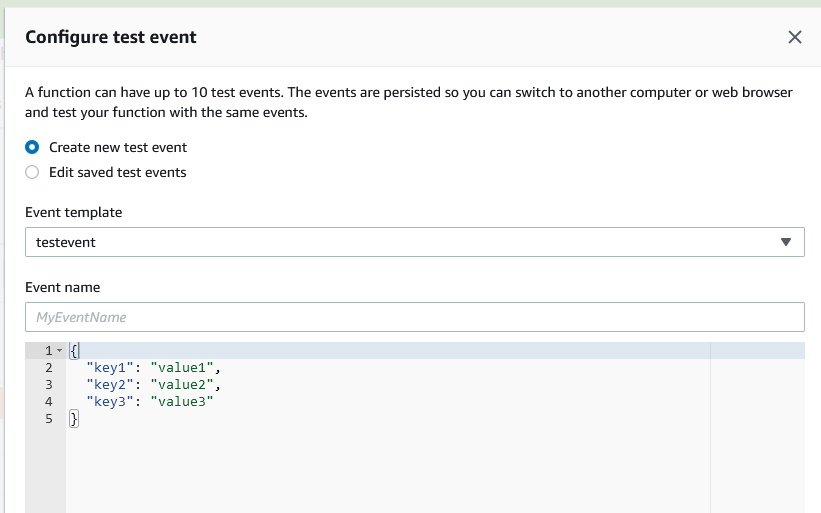 Configure test event
A function can have up to 10 test events. The events are persisted so you can switch to another computer or web browser
and test your function with the same events.
Create new test event
Edit saved test events
Event template
testevent
Event name
MyEventName
1 {
2 "key1": "value1",
3 "key2": "value2",
4 "key3": "value3"
5 }